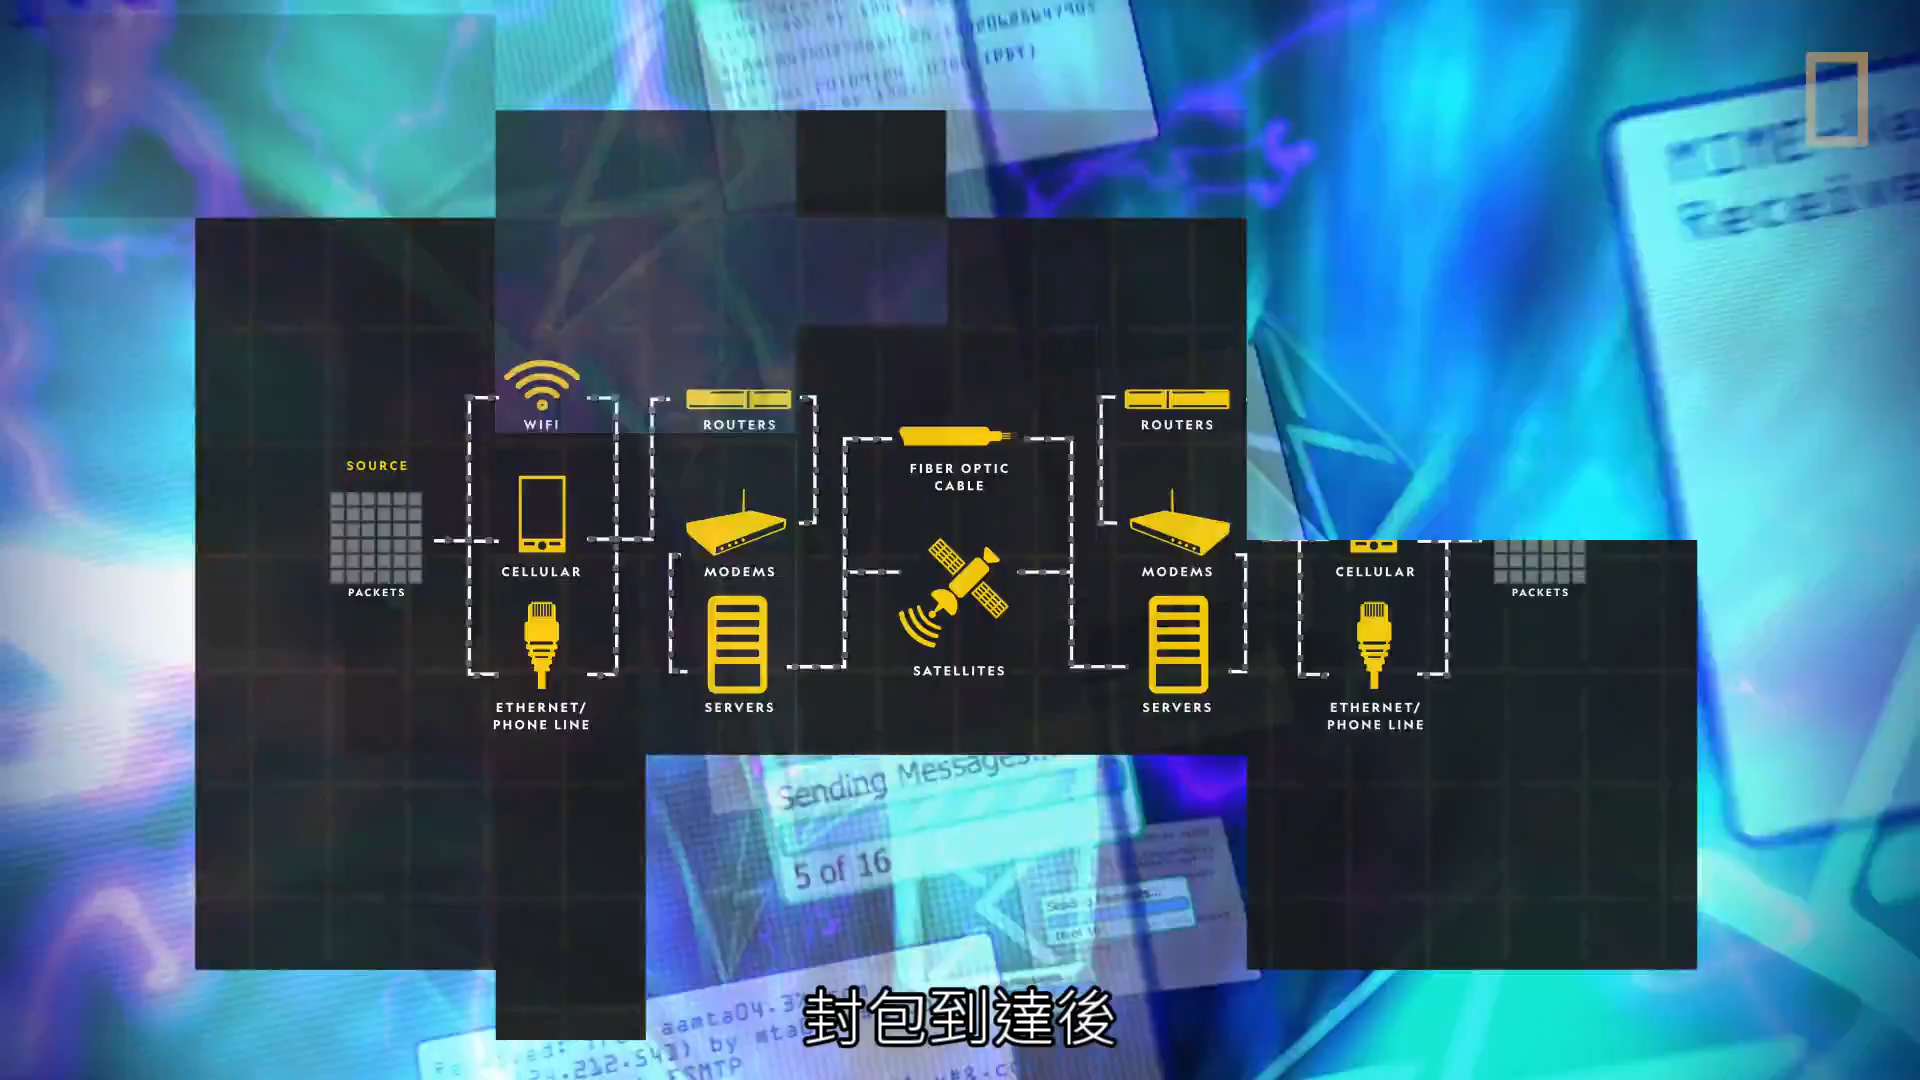 WIFI
ROUTERS
ROUTERS
SOURCE
FIBER OPTIC
CABLE
PACKETS
CELLULAR
MODEMS
MODEMS
CELLULAR
PACKETS
SATELLITES
ETHERNET/
PHONE LINE
SERVERS
SERVERS
ETHERNET/
PHONE LINE
Sending Messages...
5 of 16
封包到達後